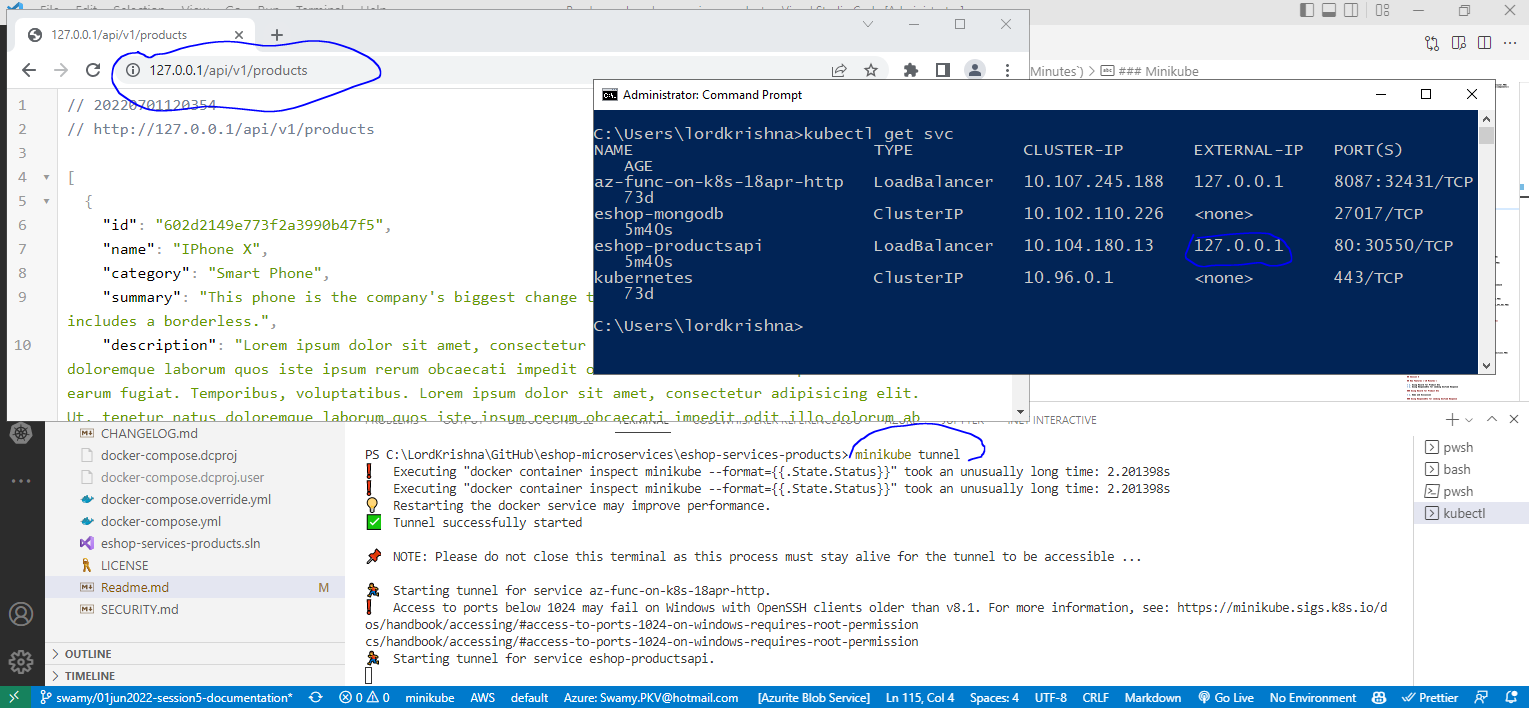 127.0.0.1/api/v1/products
127.0.0.1/api/v1/products
1 // 20220701120354
2 // http://127.0.0.1/api/v1/products
3
4 [
5 {
6 "id": "602d2149e773f2a3990b47f5",
7 "name": "IPhone X",
8 "category": "Smart Phone",
9 "summary": "This phone is the company's biggest change t
includes a borderless.",
10 "description": "Lorem ipsum dolor sit amet, consectetur
doloremque laborum quos iste ipsum rerum obcaecati impedit
earum fugiat. Temporibus, voluptatibus. Lorem ipsum dolor sit amet, consectetur adipisicing elit.
Ut, tenetur natus doloremque laborum quos iste ipsum rerum obcaecati impedit odit illo dolorum ab
Minutes`) > ### Minikube
Administrator: Command Prompt
C:\Users\lordkrishna>kubectl get svc
NAME TYPE CLUSTER-IP EXTERNAL-IP PORT(S)
AGE
az-func-on-k8s-18apr-http LoadBalancer 10.107.245.188 127.0.0.1 8087:32431/TCP
73d
eshop-mongodb ClusterIP 10.102.110.226 <none> 27017/TCP
5m40s
eshop-productsapi LoadBalancer 10.104.180.13 127.0.0.1 80:30550/TCP
5m40s
kubernetes ClusterIP 10.96.0.1 <none> 443/TCP
73d
C:\Users\lordkrishna>
CHANGELOG.md
docker-compose.dcproj
docker-compose.dcproj.user
docker-compose.override.yml
docker-compose.yml
eshop-services-products.sln
LICENSE
Readme.md M
SECURITY.md
OUTLINE
TIMELINE
INTERACTIVE
PS C:\LordKrishna\GitHub\eshop-microservices\eshop-services-products> minikube tunnel
Executing "docker container inspect minikube --format={{.State.Status}}" took an unusually long time: 2.201398s
Executing "docker container inspect minikube --format={{.State.Status}}" took an unusually long time: 2.201398s
Restarting the docker service may improve performance.
Tunnel successfully started
NOTE: Please do not close this terminal as this process must stay alive for the tunnel to be accessible ...
Starting tunnel for service az-func-on-k8s-18apr-http.
Access to ports below 1024 may fail on Windows with OpenSSH clients older than v8.1. For more information, see: https://minikube.sigs.k8s.io/d
os/handbook/accessing/#access-to-ports-1024-on-windows-requires-root-permission
cs/handbook/accessing/#access-to-ports-1024-on-windows-requires-root-permission
Starting tunnel for service eshop-productsapi.
pwsh
bash
pwsh
kubectl
swamy/01jun2022-session5-documentation* 0 0 minikube AWS default Azure: Swamy.PKV@hotmail.com [Azurite Blob Service] Ln 115, Col 4 Spaces: 4 UTF-8 CRLF Markdown Go Live No Environment Prettier